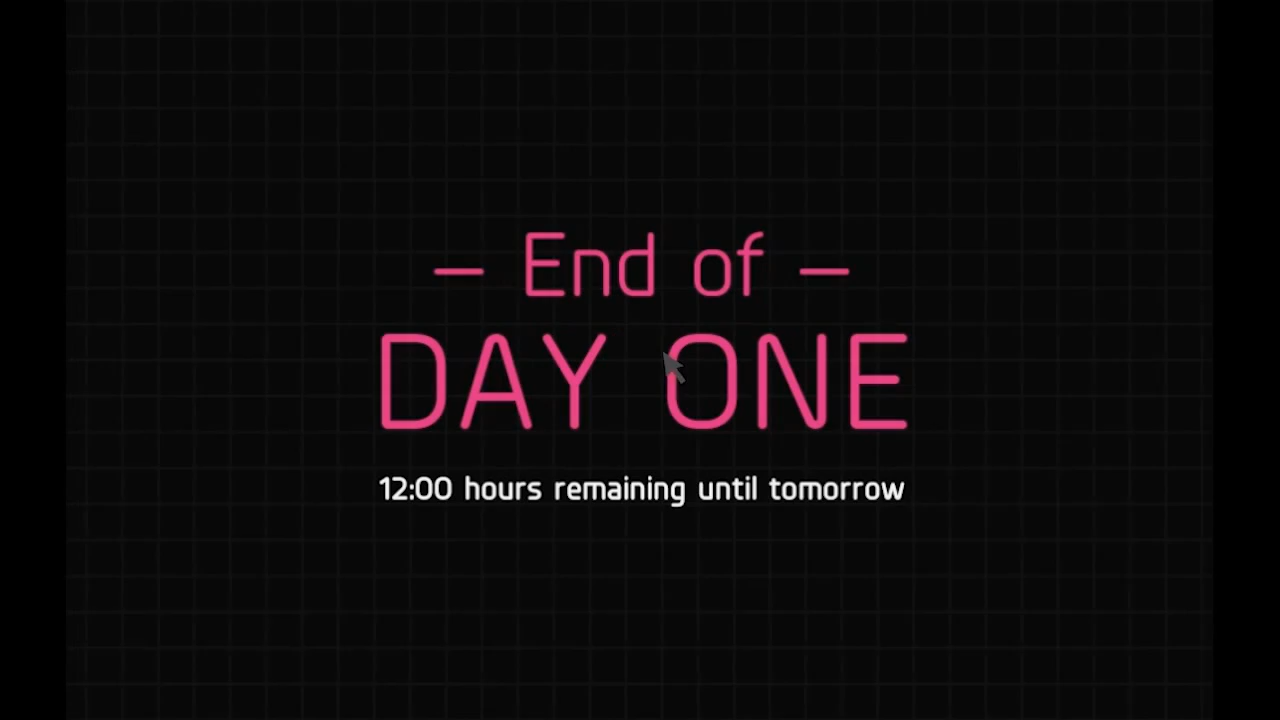 — End of —
DAY ONE
12:00 hours remaining until tomorrow